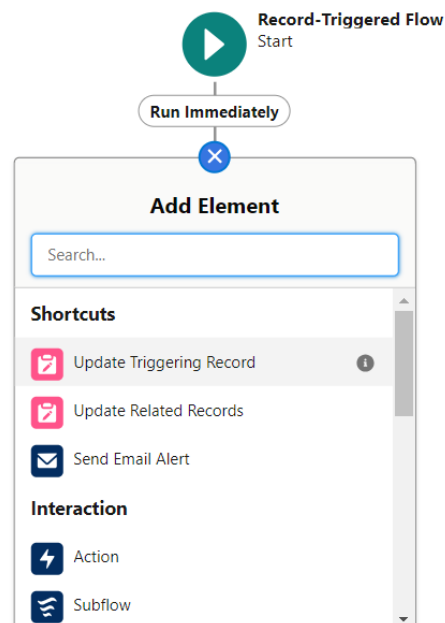 Record-Triggered Flow
Start
Run Immediately
Add Element
Search...
Shortcuts
Update Triggering Record
Update Related Records
Send Email Alert
Interaction
Action
Subflow